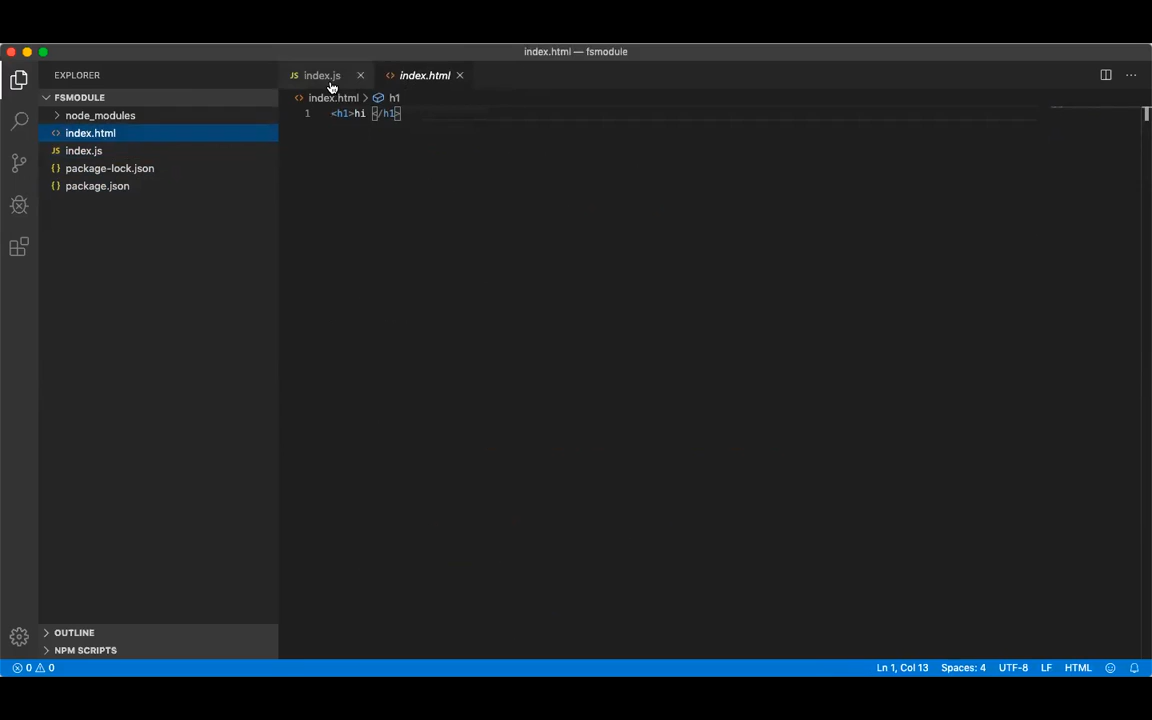 index.html — fsmodule
EXPLORER
FSMODULE
node_modules
index.html
JS index.js
{} package-lock.json
{} package.json
OUTLINE
NPM SCRIPTS
JS index.js × <> index.html ×
<> index.html > h1
1 <h1>hi </h1>
0 0
Ln 1, Col 13 Spaces: 4 UTF-8 LF HTML